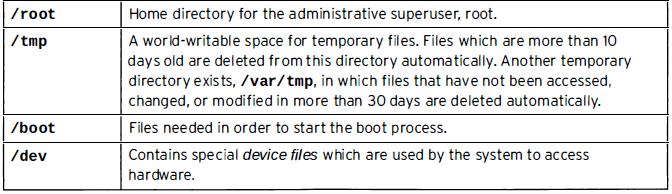 /root Home directory for the administrative superuser, root.
/tmp A world-writable space for temporary files. Files which are more than 10
days old are deleted from this directory automatically. Another temporary
directory exists, /var/tmp, in which files that have not been accessed,
changed, or modified in more than 30 days are deleted automatically.
/boot Files needed in order to start the boot process.
/dev Contains special device files which are used by the system to access
hardware.